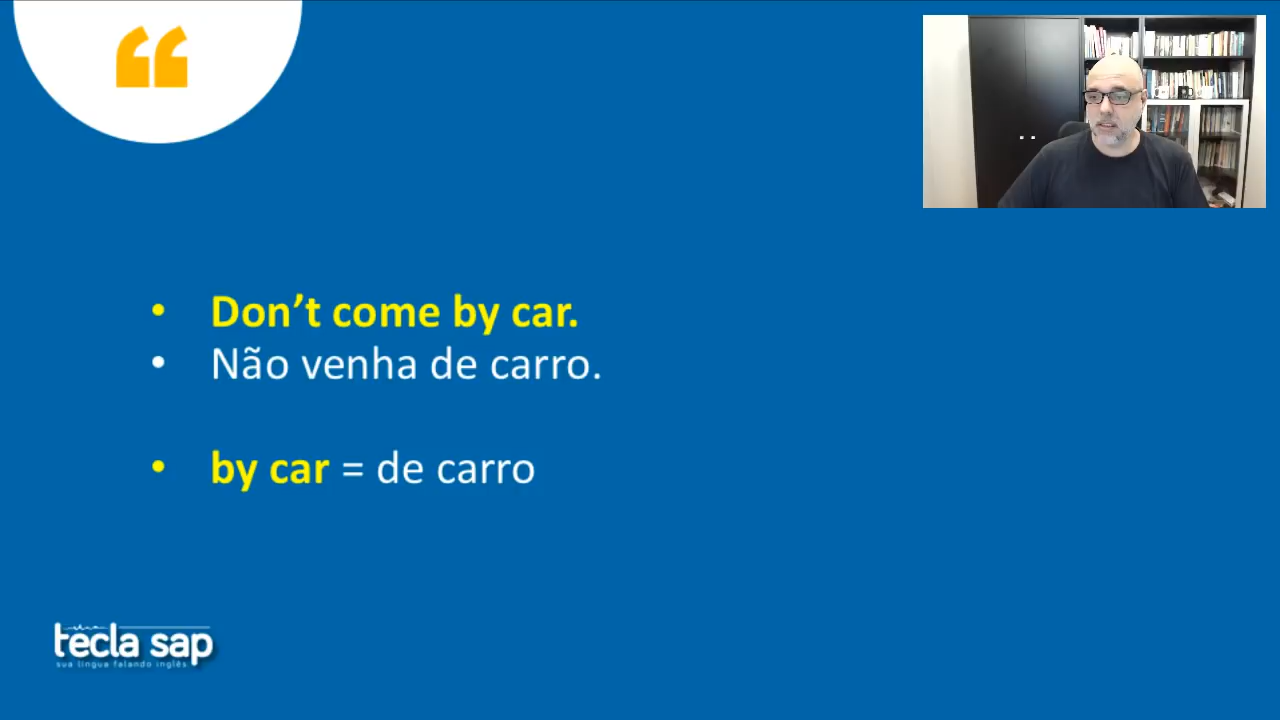 “
• Don’t come by car.
• Não venha de carro.
• by car = de carro
tecla sap
sua língua falando inglês